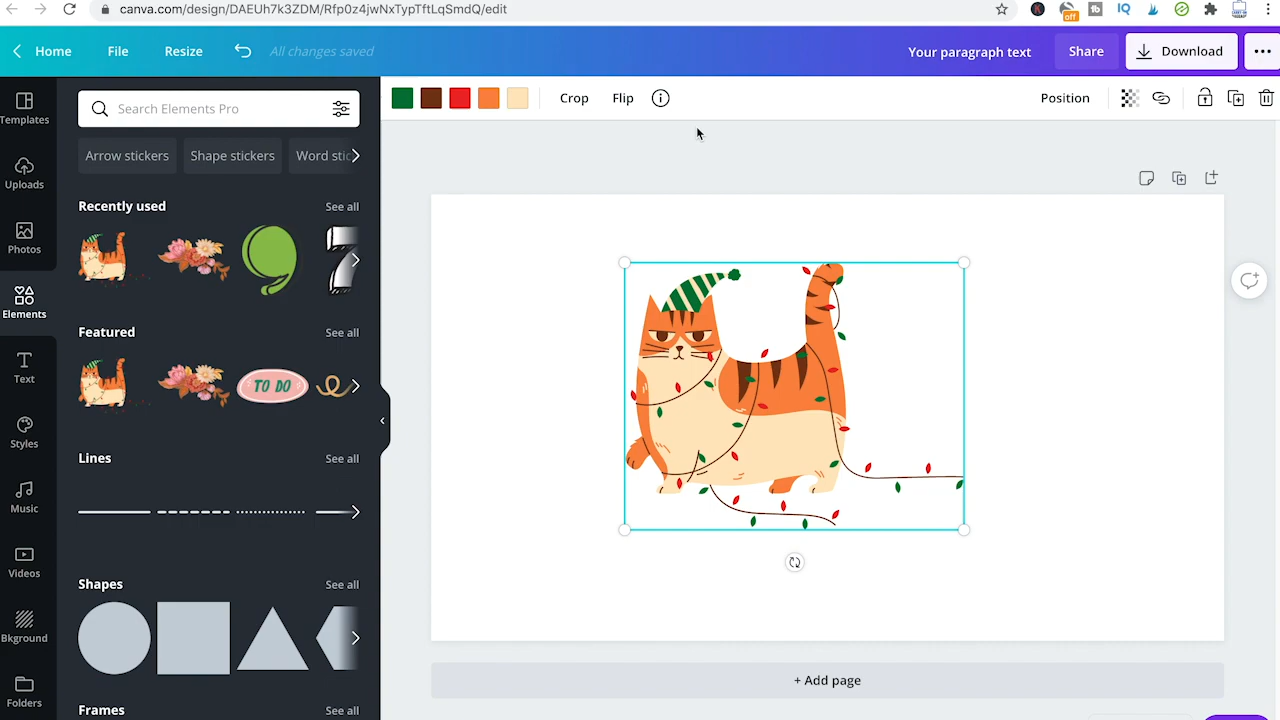 canva.com/design/DAEUh7k3ZDM/Rfp0z4jwNxTypTftLqSmdQ/edit
off
tb
IQ
Home
File
Resize
All changes saved
Your paragraph text
Share
Download
Templates
Uploads
Photos
Elements
Text
Styles
Music
Videos
Bkground
Folders
Search Elements Pro
Arrow stickers
Shape stickers
Word stic
Recently used
See all
Featured
See all
TO DO
Lines
See all
Shapes
See all
Frames
See all
Crop
Flip
Position
+ Add page